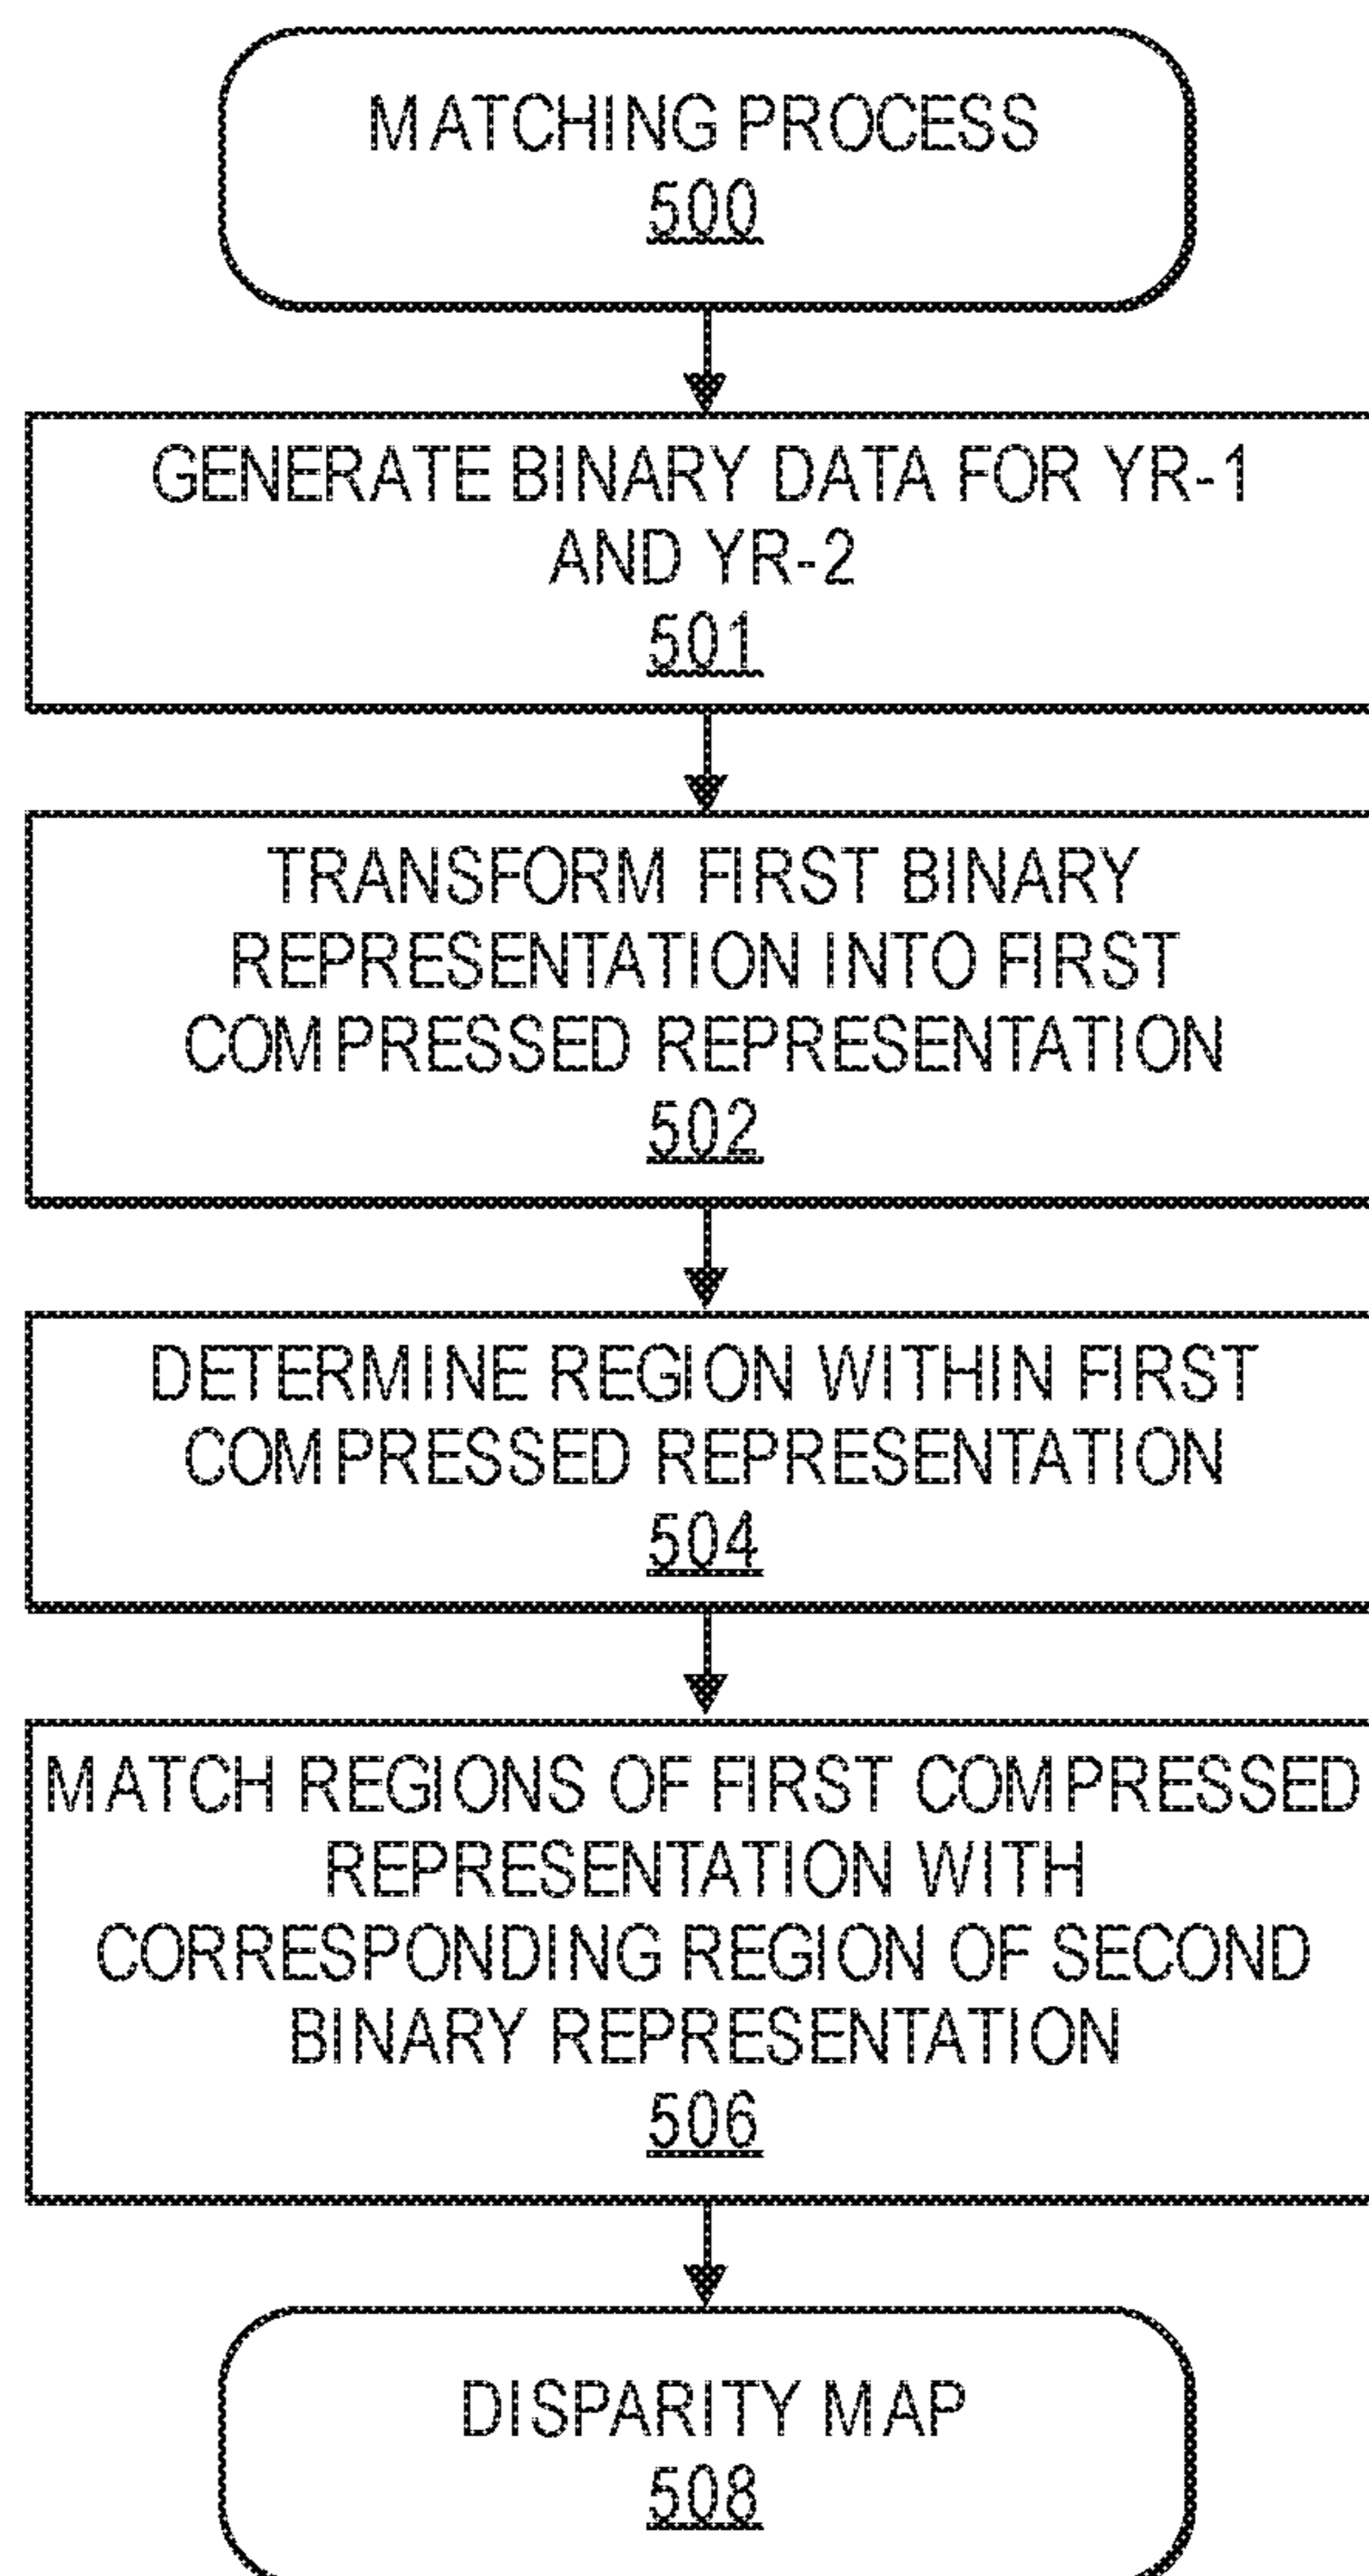 MATCHING PROCESS
500
GENERATE BINARY DATA FOR YR-1
AND YR-2
501
TRANSFORM FIRST BINARY
REPRESENTATION INTO FIRST
COMPRESSED REPRESENTATION
502
DETERMINE REGION WITHIN FIRST
COMPRESSED REPRESENTATION
504
MATCH REGIONS OF FIRST COMPRESSED
REPRESENTATION WITH
CORRESPONDING REGION OF SECOND
BINARY REPRESENTATION
506
DISPARITY MAP
508